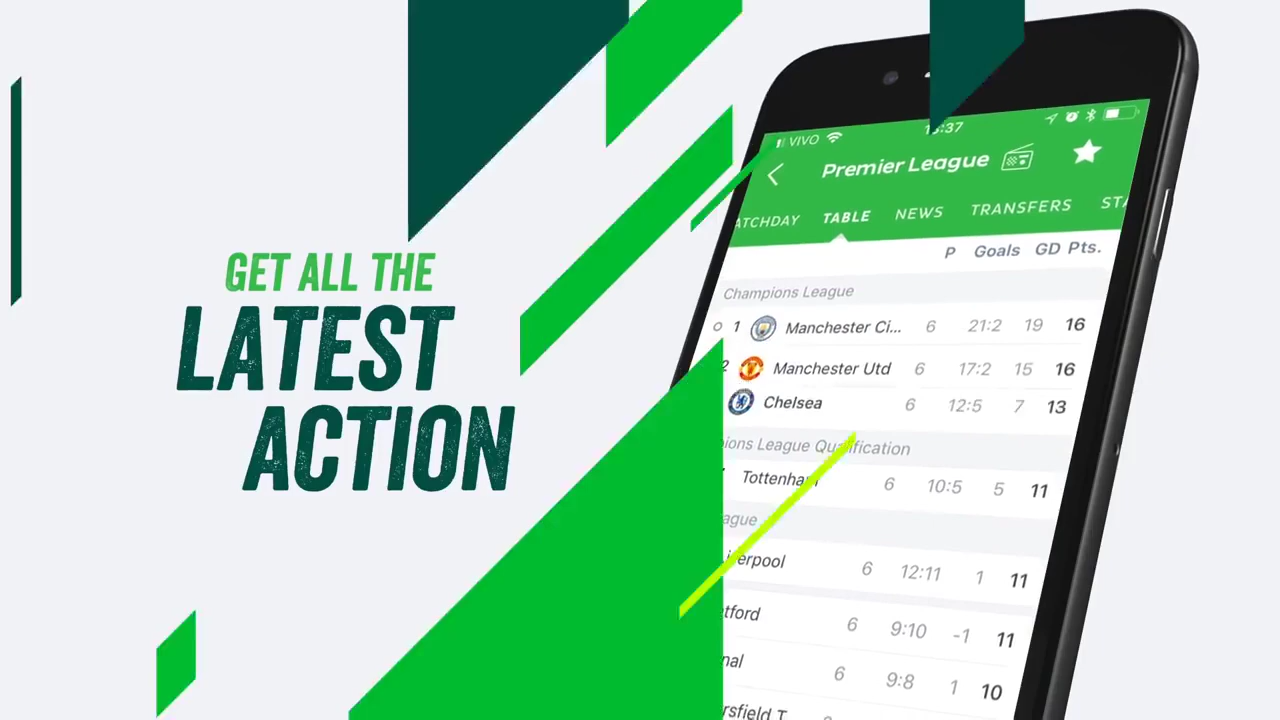 GET ALL THE
LATEST
ACTION
VIVO
Premier League
TABLE NEWS TRANSFERS
P Goals GD Pts.
Champions League
1 Manchester Ci... 6 21:2 19 16
2 Manchester Utd 6 17:2 15 16
Chelsea 6 12:5 7 13
League Qualification
Tottenham 6 10:5 5 11
6 12:11 1 11
6 9:10 -1 11
6 9:8 1 10